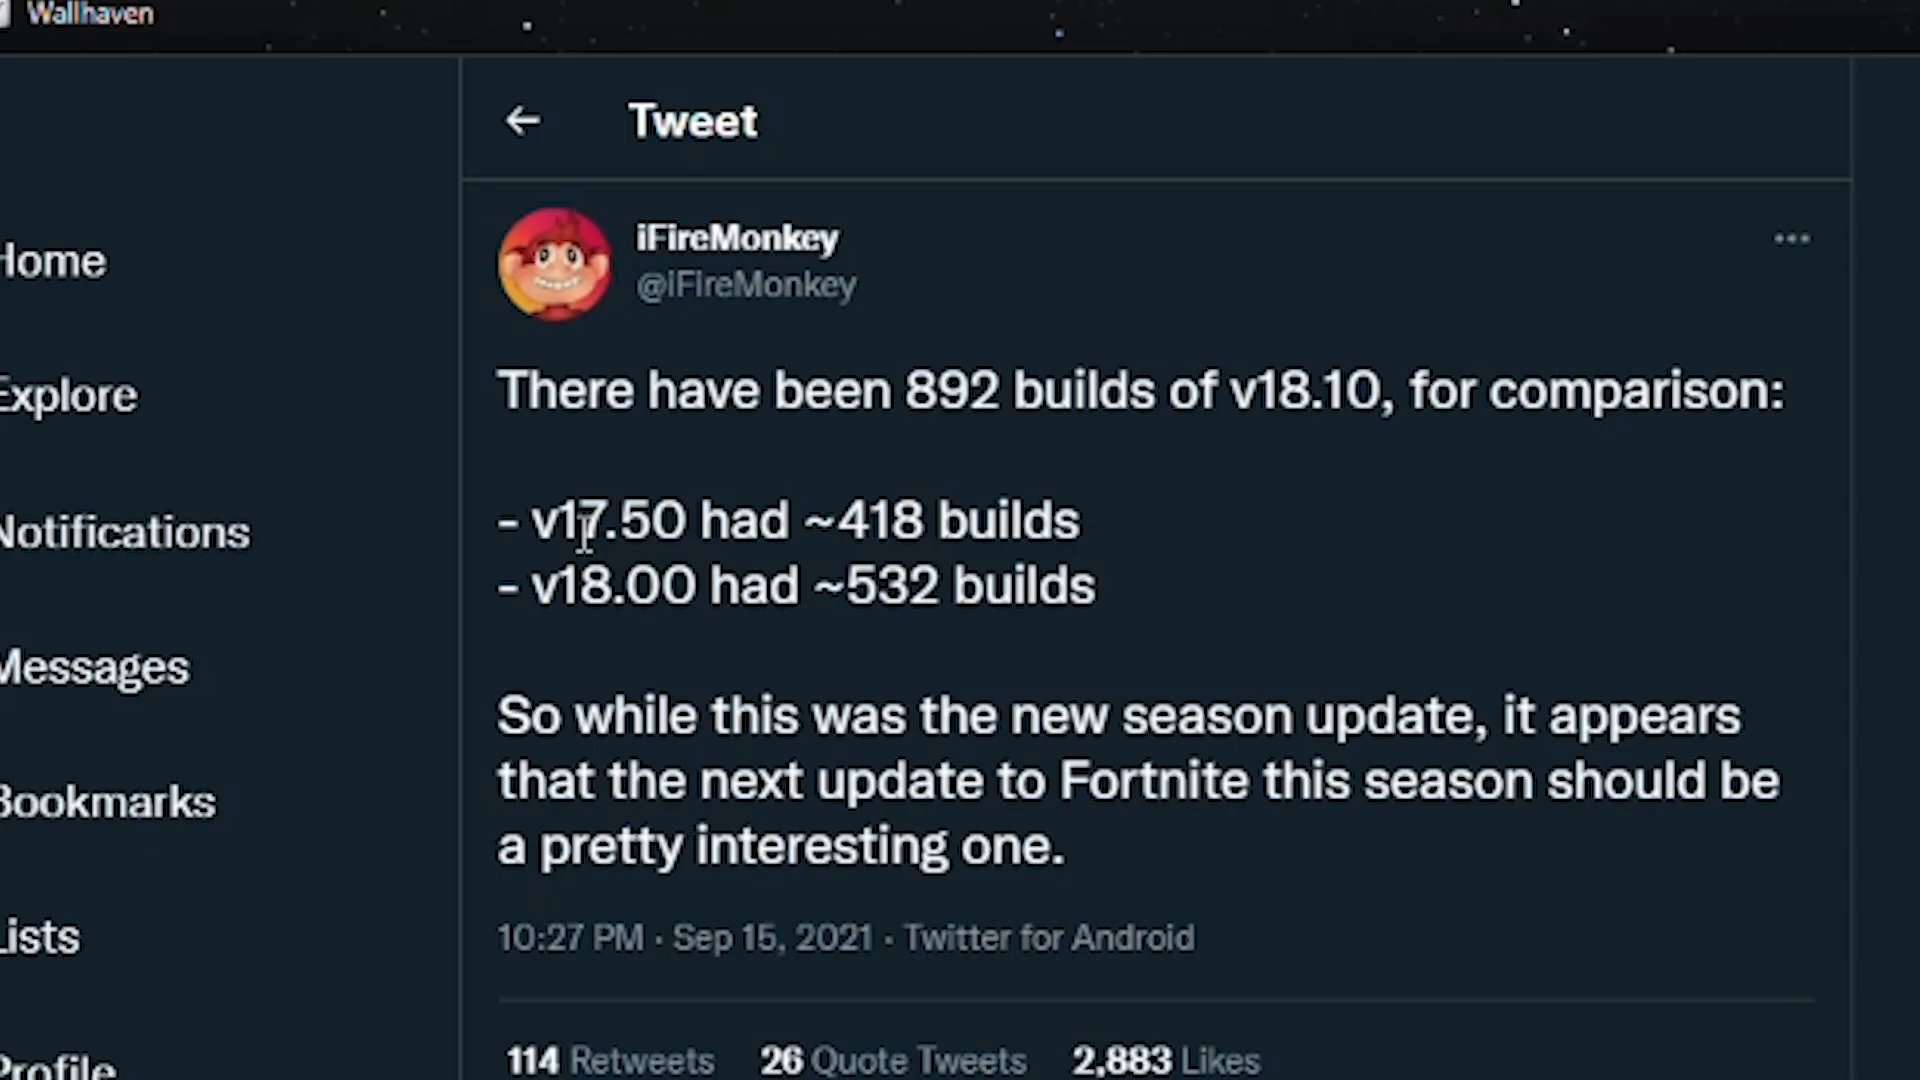 Wallhaven
Tweet
iFireMonkey
@iFireMonkey
Home
There have been 892 builds of v18.10, for comparison:
Explore
- v17.50 had ~418 builds
Notifications
- v18.00 had ~532 builds
Messages
So while this was the new season update, it appears
that the next update to Fortnite this season should be
Bookmarks
a pretty interesting one.
Lists
10:27 PM · Sep 15, 2021 · Twitter for Android
Profile
114 Retweets 26 Quote Tweets 2,883 Likes